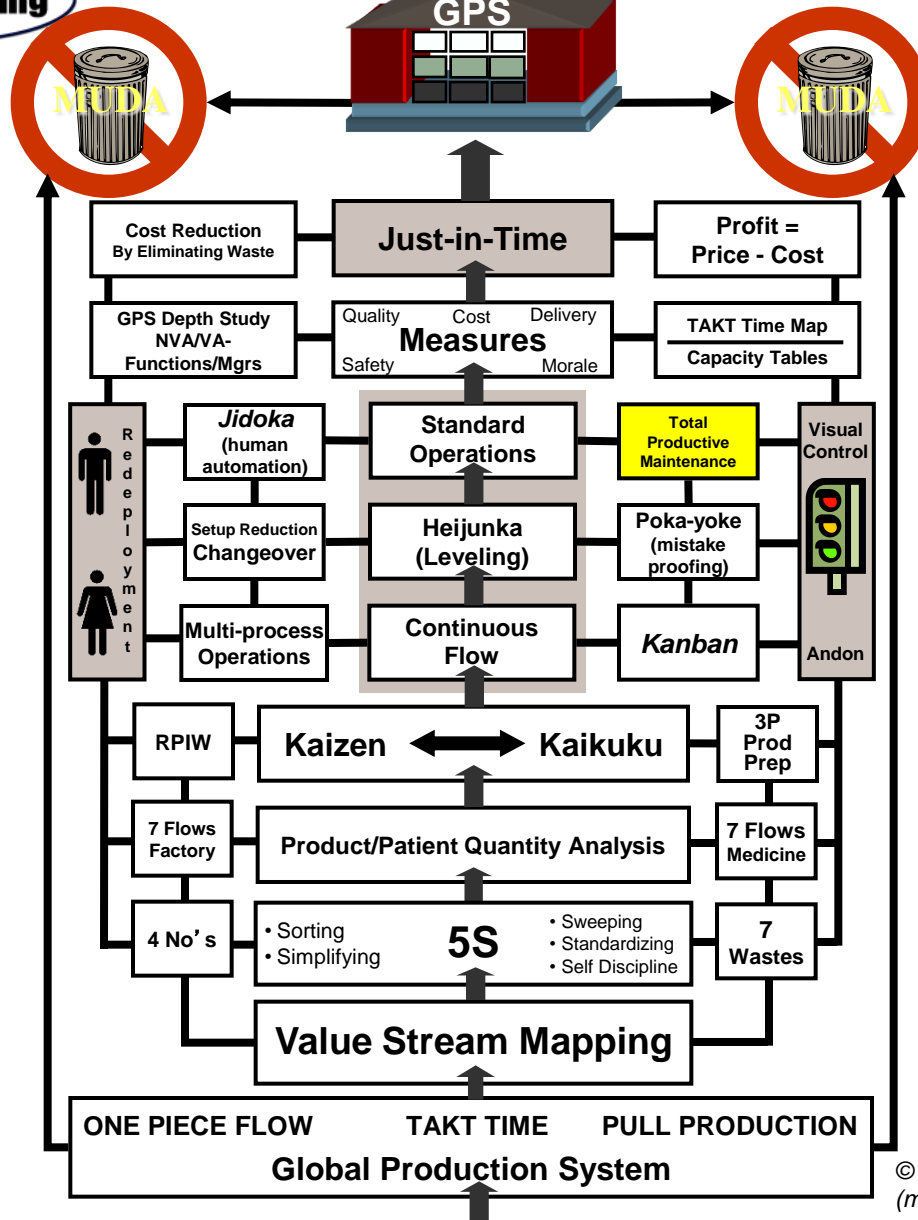 GPS
MUDA
MUDA
Cost Reduction
By Eliminating Waste
Just-in-Time
Profit =
Price - Cost
GPS Depth Study
NVA/VA-
Functions/Mgrs
Quality Cost Delivery
Measures
Safety Morale
TAKT Time Map
Capacity Tables
Redeployment
Jidoka
(human
automation)
Standard
Operations
Total
Productive
Maintenance
Visual
Control
Setup Reduction
Changeover
Heijunka
(Leveling)
Poka-yoke
(mistake
proofing)
Multi-process
Operations
Continuous
Flow
Kanban
Andon
RPIW
Kaizen Kaikuku
3P
Prod
Prep
7 Flows
Factory
Product/Patient Quantity Analysis
7 Flows
Medicine
4 No's
• Sorting
• Simplifying
5S
• Sweeping
• Standardizing
• Self Discipline
7
Wastes
Value Stream Mapping
ONE PIECE FLOW TAKT TIME PULL PRODUCTION
Global Production System
©